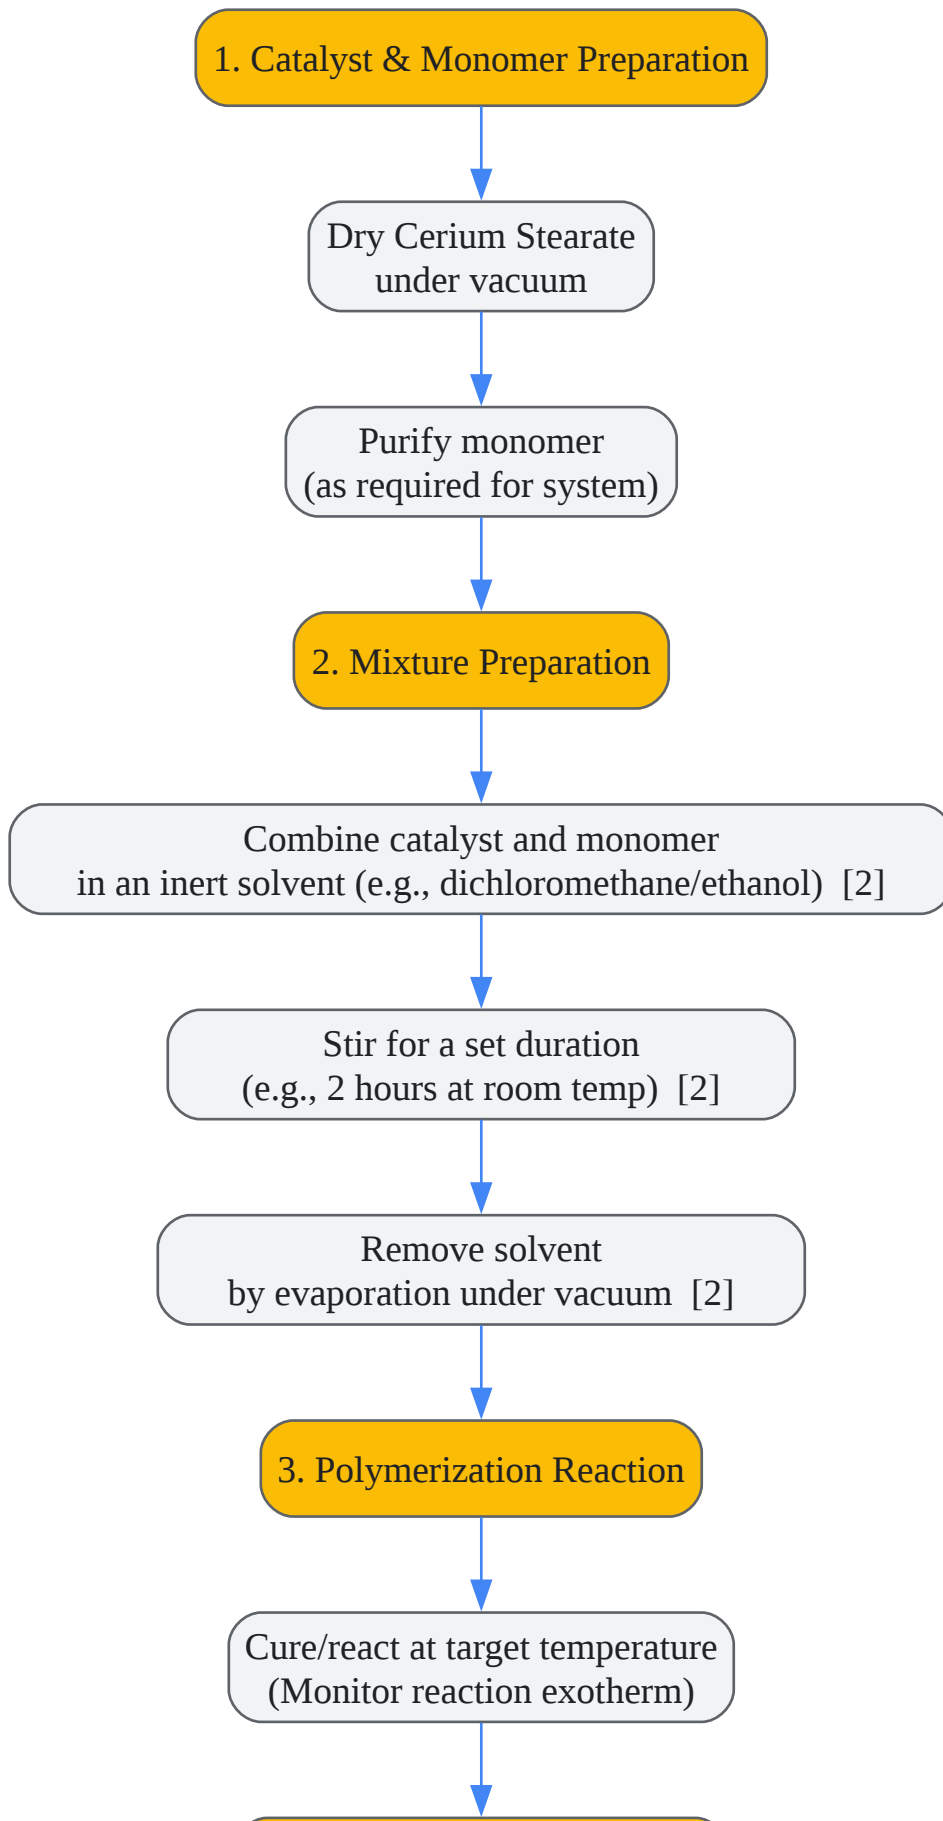 1. Catalyst & Monomer Preparation
Dry Cerium Stearate
under vacuum
Purify monomer
(as required for system)
2. Mixture Preparation
Combine catalyst and monomer
in an inert solvent (e.g., dichloromethane/ethanol)  [2]
Stir for a set duration
(e.g., 2 hours at room temp)  [2]
Remove solvent
by evaporation under vacuum  [2]
3. Polymerization Reaction
Cure/react at target temperature
(Monitor reaction exotherm)